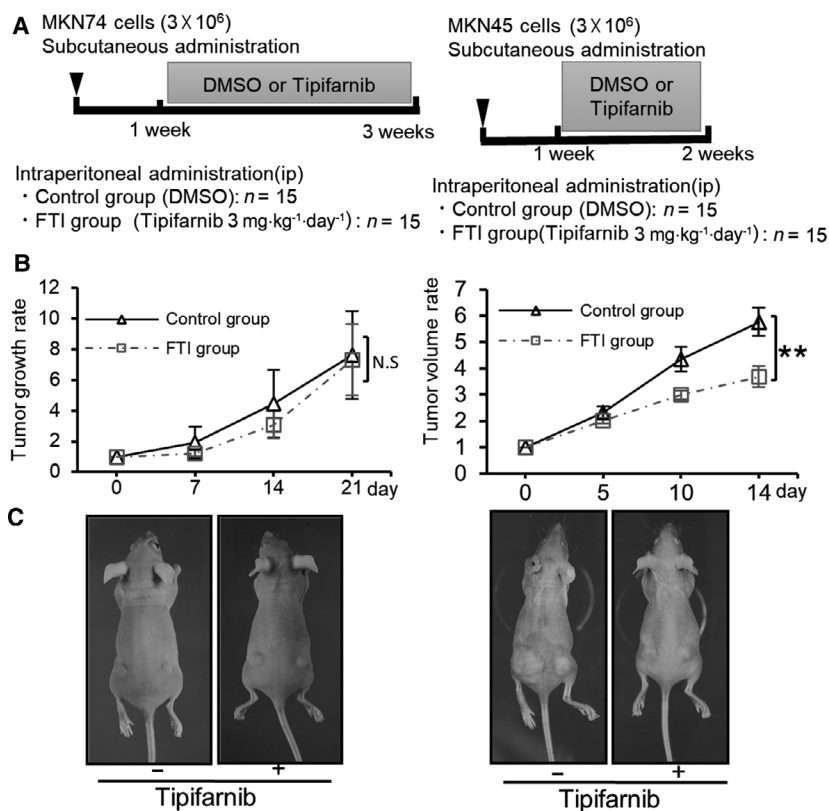 A
MKN74 cells (3 X 10⁶)
Subcutaneous administration
DMSO or Tipifarnib
1 week
3 weeks
Intraperitoneal administration(ip)
・Control group (DMSO): n = 15
・FTI group (Tipifarnib 3 mg·kg⁻¹·day⁻¹) : n = 15
MKN45 cells (3 X 10⁶)
Subcutaneous administration
DMSO or
Tipifarnib
1 week
2 weeks
Intraperitoneal administration(ip)
・Control group (DMSO): n = 15
・FTI group(Tipifarnib 3 mg·kg⁻¹·day⁻¹) : n = 15
B
Tumor growth rate
12
10
8
6
4
2
0
Control group
FTI group
N.S
0 7 14 21 day
Tumor volume rate
7
6
5
4
3
2
1
0
Control group
FTI group
**
0 5 10 14 day
C
− +
Tipifarnib
− +
Tipifarnib